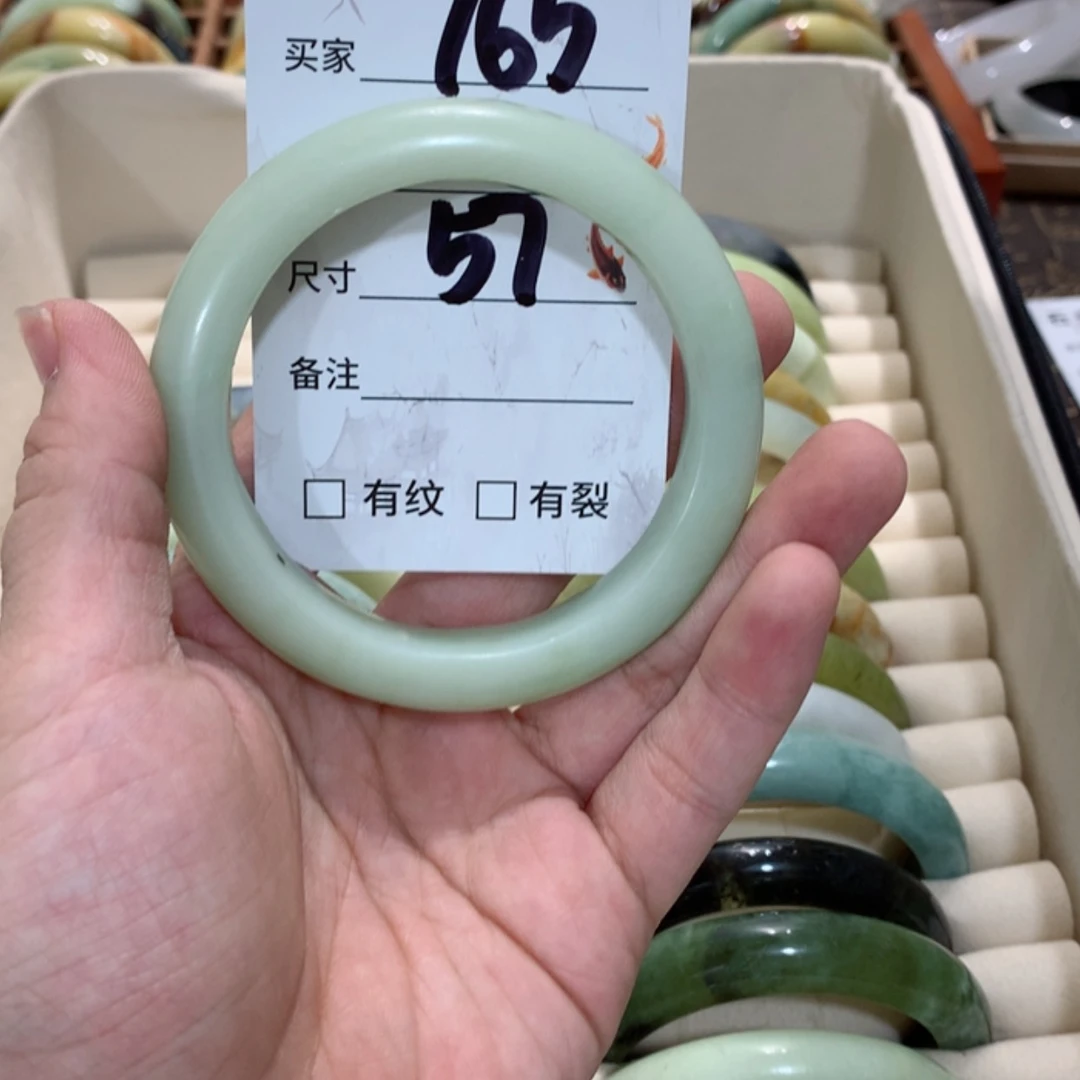 买家 165
尺寸 57
备注
有纹 有裂